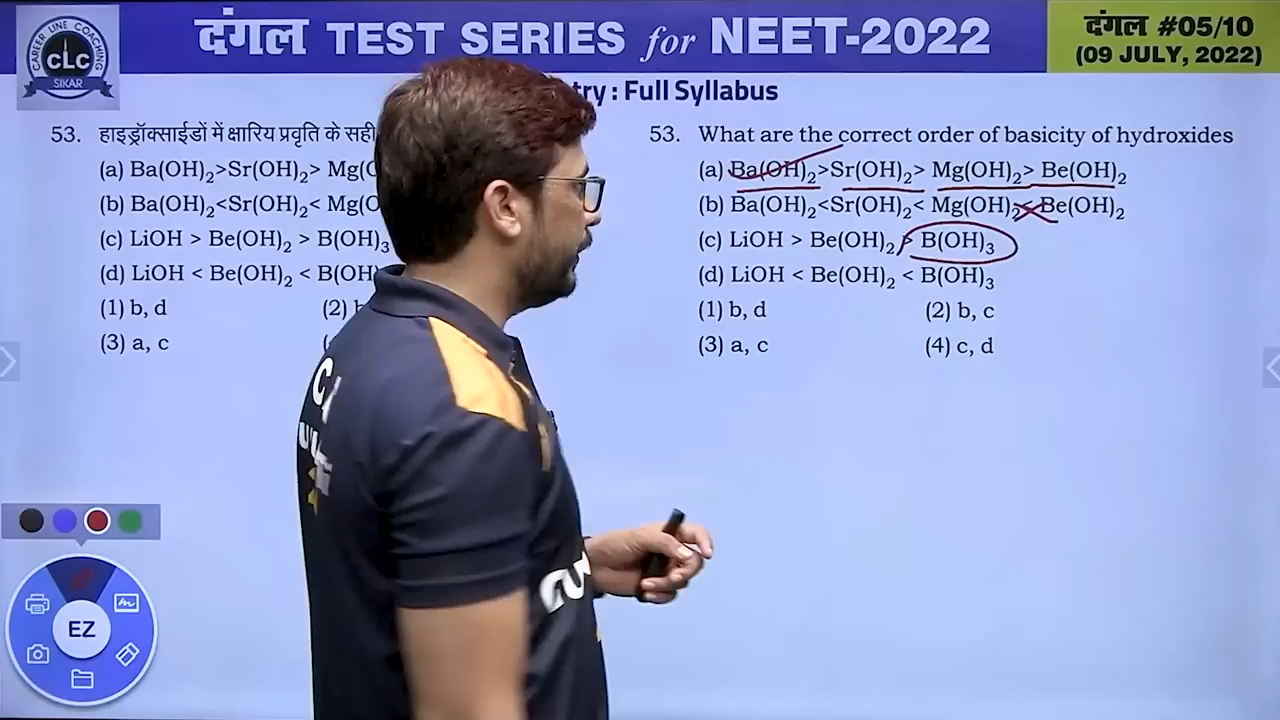 दंगल TEST SERIES for NEET-2022
दंगल #05/10
(09 JULY, 2022)
CAREER LINE COACHING
CLC
SIKAR
: Full Syllabus
53. हाइड्रॉक्साईडों में क्षारिय प्रवृति के
(a) Ba(OH)₂>Sr(OH)₂>
(b) Ba(OH)₂<Sr(OH)₂<
(c) LiOH > Be(OH)₂ > B(OH)₃
(d) LiOH < Be(OH)₂ <
(1) b, d (2)
(3) a, c
53. What are the correct order of basicity of hydroxides
(a) Ba(OH)₂>Sr(OH)₂> Mg(OH)₂> Be(OH)₂
(b) Ba(OH)₂<Sr(OH)₂< Mg(OH)₂< Be(OH)₂
(c) LiOH > Be(OH)₂ > B(OH)₃
(d) LiOH < Be(OH)₂ < B(OH)₃
(1) b, d (2) b, c
(3) a, c (4) c, d
EZ